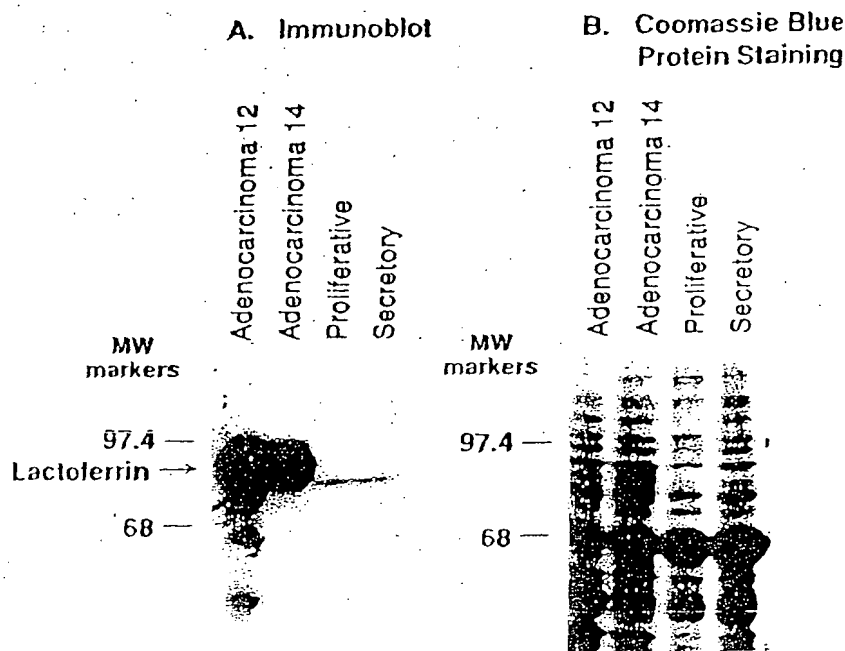 A. Immunoblot
Adenocarcinoma 12
Adenocarcinoma 14
Proliferative
Secretory
MW
markers
97.4
Lactoferrin
68
B. Coomassie Blue
Protein Staining
Adenocarcinoma 12
Adenocarcinoma 14
Proliferative
Secretory
MW
markers
97.4
68